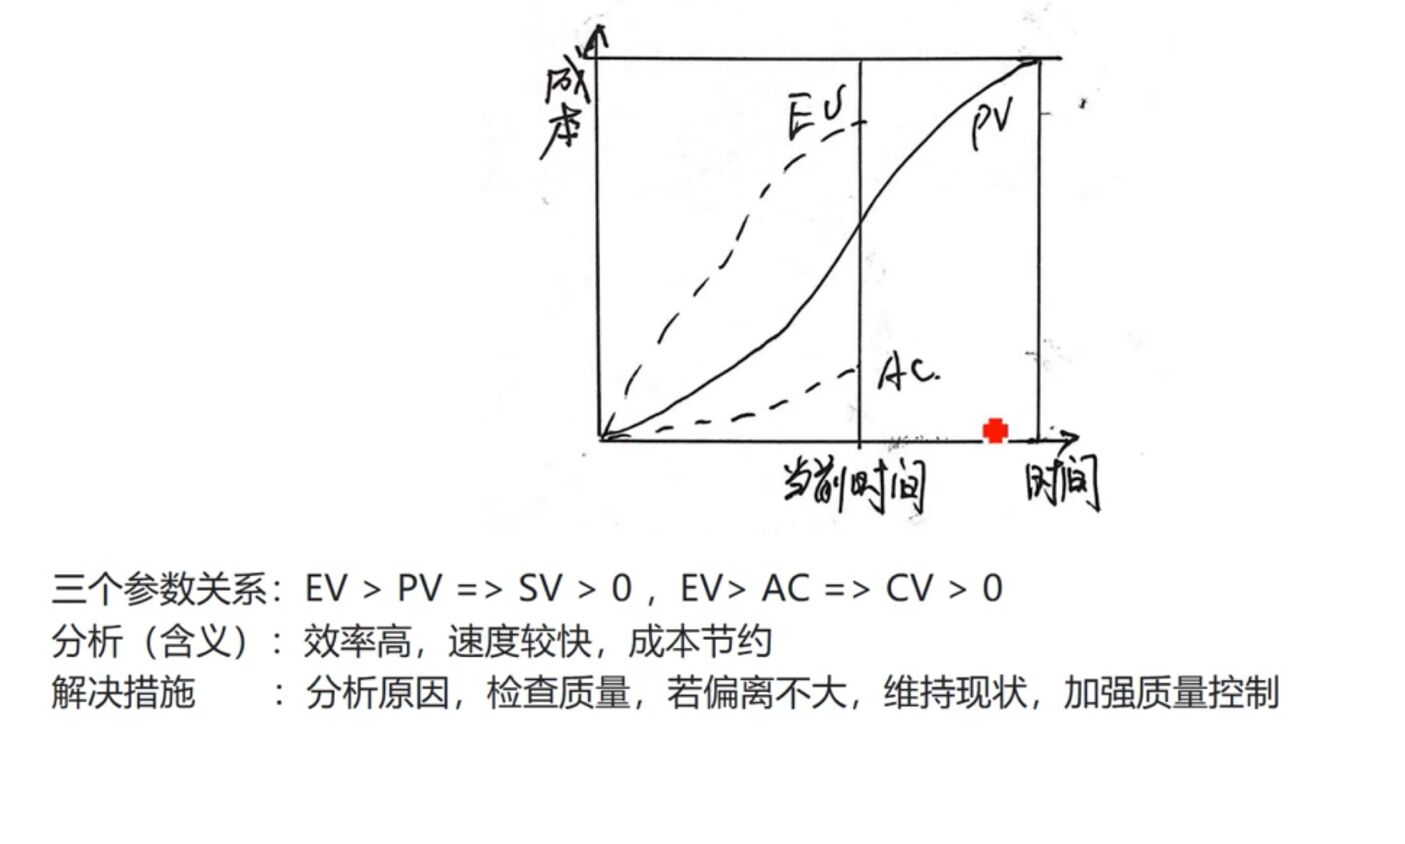 成本
EV
PV
AC.
当前时间
时间
三个参数关系：EV > PV => SV > 0 ，EV> AC => CV > 0
分析（含义）：效率高，速度较快，成本节约
解决措施 ：分析原因，检查质量，若偏离不大，维持现状，加强质量控制